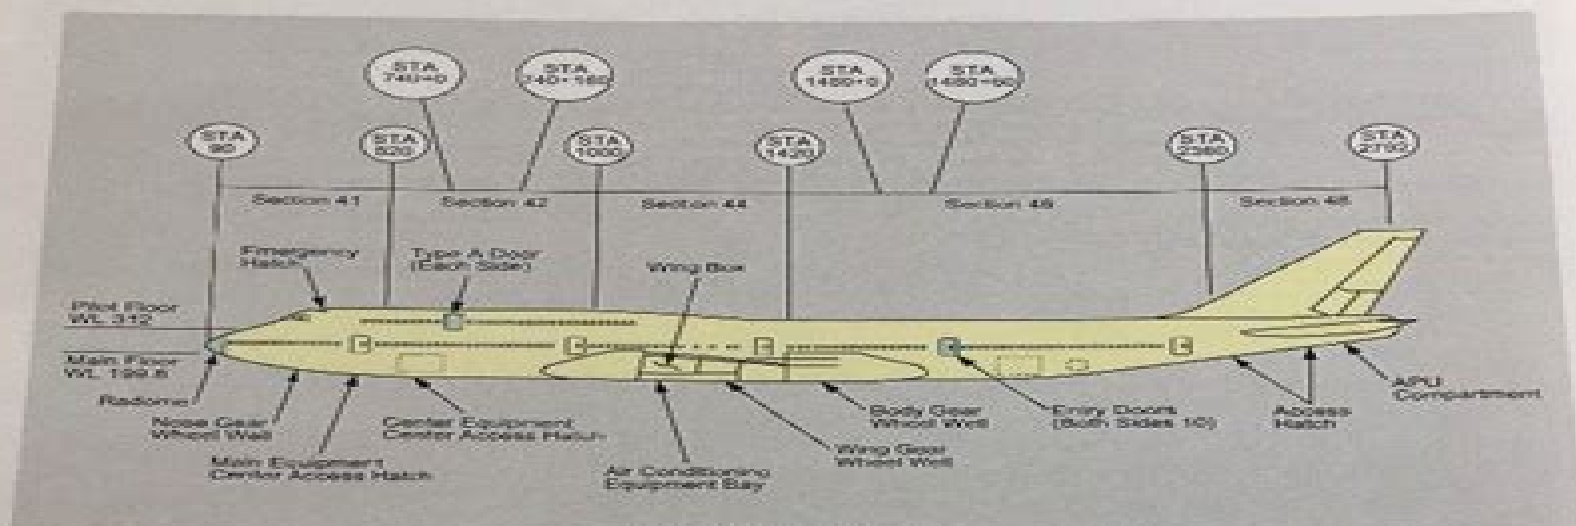 STA
740+0
STA
740+180
STA
1480+0
STA
1480+60
STA
90
STA
520
STA
1000
STA
1420
STA
2360
STA
2792
Section 41
Section 42
Section 44
Section 46
Section 48
Emergency
Hatch
Type A Door
(Each Side)
Wing Box
Pilot Floor
WL 312
Main Floor
WL 199.6
Radome
Nose Gear
Wheel Well
Main Equipment
Center Access Hatch
Center Equipment
Center Access Hatch
Air Conditioning
Equipment Bay
Wing Gear
Wheel Well
Body Gear
Wheel Well
Entry Doors
(Both Sides 10)
Access
Hatch
APU
Compartment